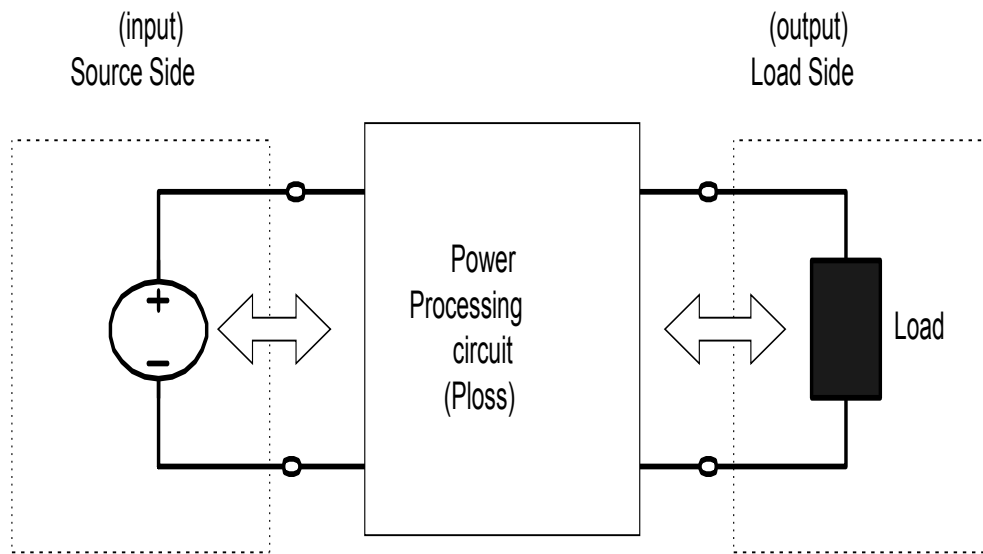 (input)
Source Side
(output)
Load Side
Power
Processing
circuit
(Ploss)
Load
+
−